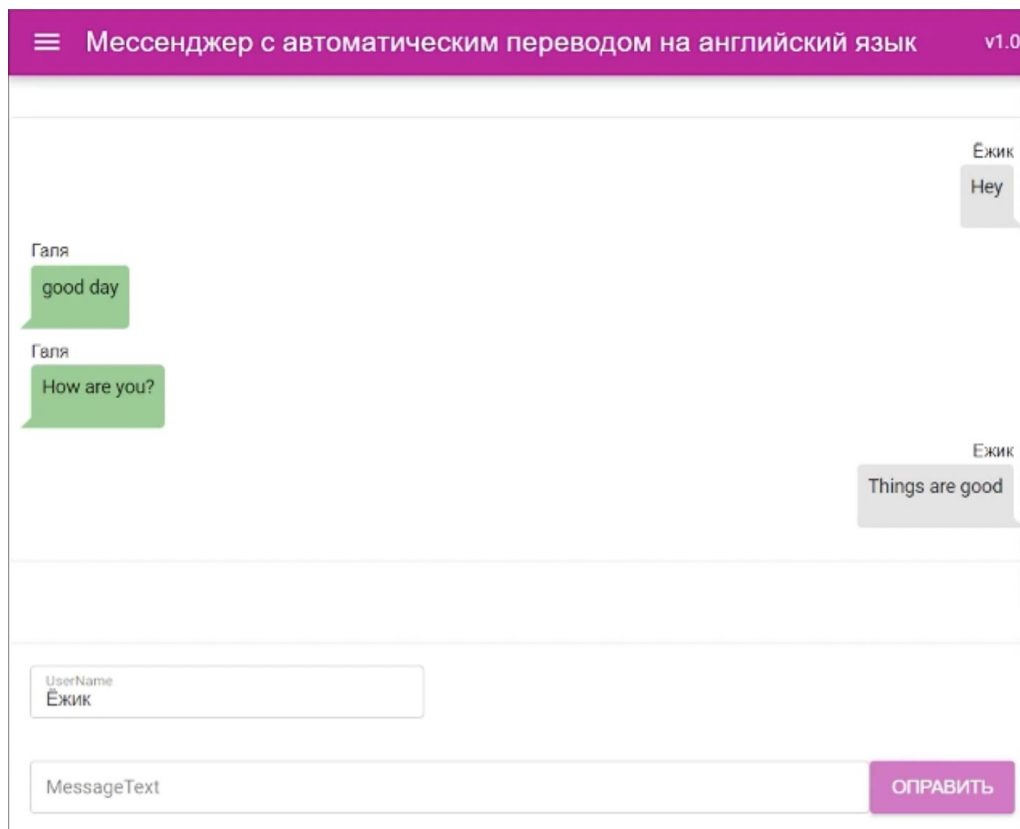 Мессенджер с автоматическим переводом на английский язык v1.0
Ёжик
Hey
Галя
good day
Галя
How are you?
Ежик
Things are good
UserName
Ёжик
MessageText
ОПРАВИТЬ